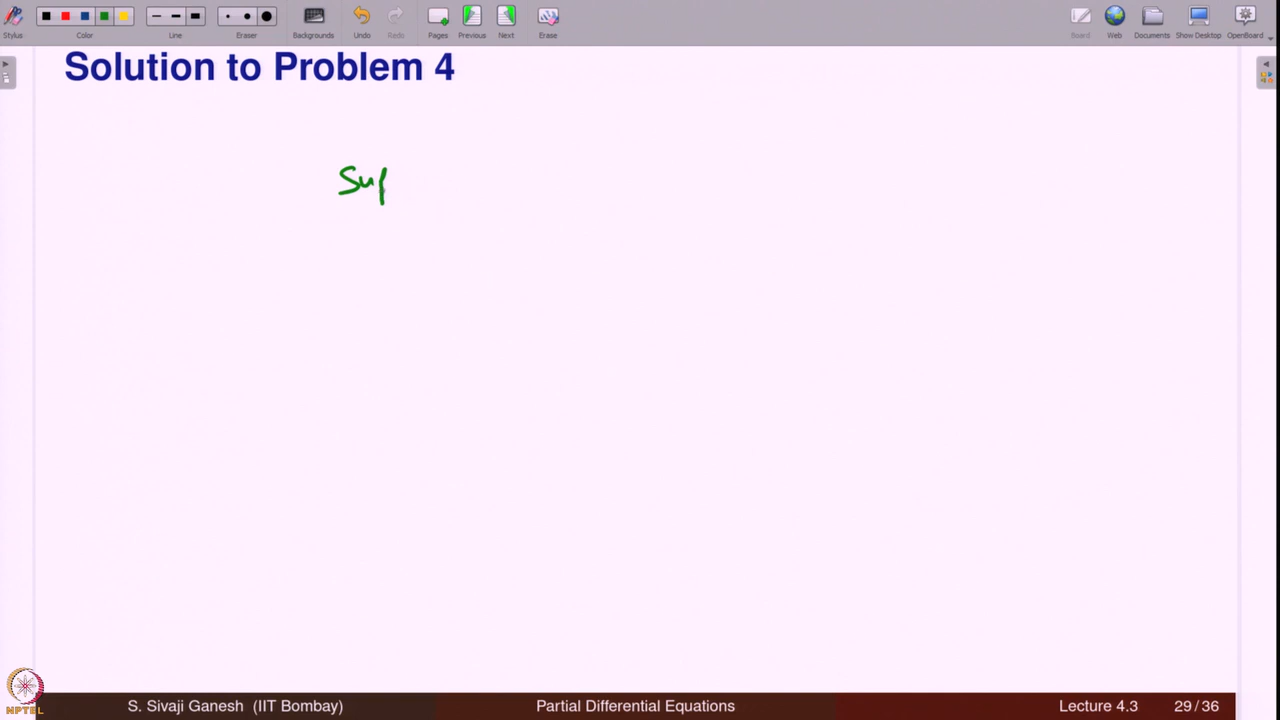 Stylus Color Line Eraser Backgrounds Undo Redo Pages Previous Next Erase Board Web Documents Show Desktop OpenBoard
Solution to Problem 4
Sup
NPTEL
S. Sivaji Ganesh (IIT Bombay) Partial Differential Equations Lecture 4.3 29/36